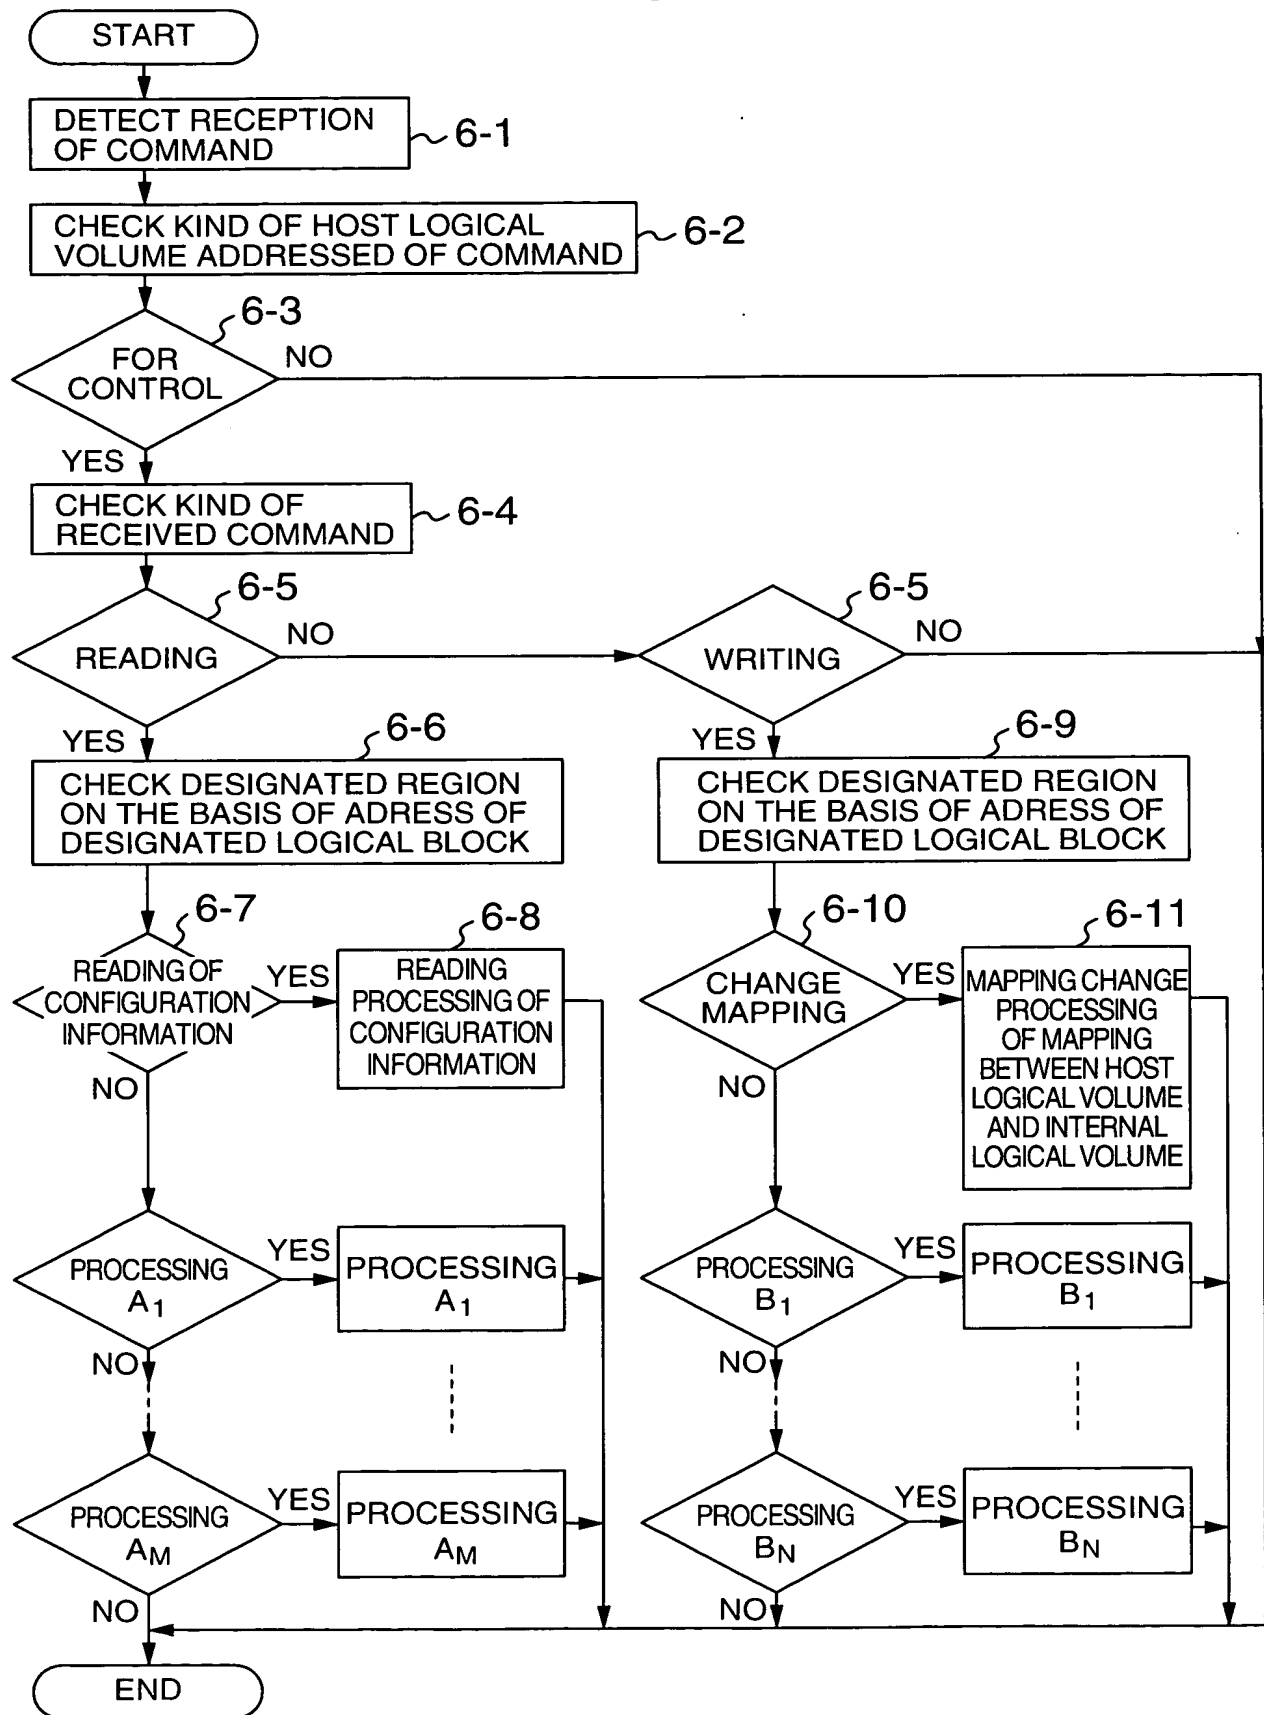 START
DETECT RECEPTION
OF COMMAND
6-1
CHECK KIND OF HOST LOGICAL
VOLUME ADDRESSED OF COMMAND
6-2
6-3
FOR
CONTROL
NO
YES
CHECK KIND OF
RECEIVED COMMAND
6-4
6-5
READING
NO
6-5
WRITING
NO
YES
6-6
CHECK DESIGNATED REGION
ON THE BASIS OF ADRESS OF
DESIGNATED LOGICAL BLOCK
YES
6-9
CHECK DESIGNATED REGION
ON THE BASIS OF ADRESS OF
DESIGNATED LOGICAL BLOCK
6-7
READING OF
CONFIGURATION
INFORMATION
YES
NO
6-8
READING
PROCESSING OF
CONFIGURATION
INFORMATION
6-10
CHANGE
MAPPING
YES
NO
6-11
MAPPING CHANGE
PROCESSING
OF MAPPING
BETWEEN HOST
LOGICAL VOLUME
AND INTERNAL
LOGICAL VOLUME
PROCESSING
A1
YES
NO
PROCESSING
A1
PROCESSING
B1
YES
NO
PROCESSING
B1
PROCESSING
AM
YES
NO
PROCESSING
AM
PROCESSING
BN
YES
NO
PROCESSING
BN
END